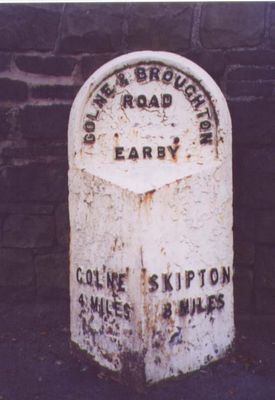 COLNE & BROUGHTON
ROAD
EARBY
COLNE SKIPTON
4 MILES 8 MILES